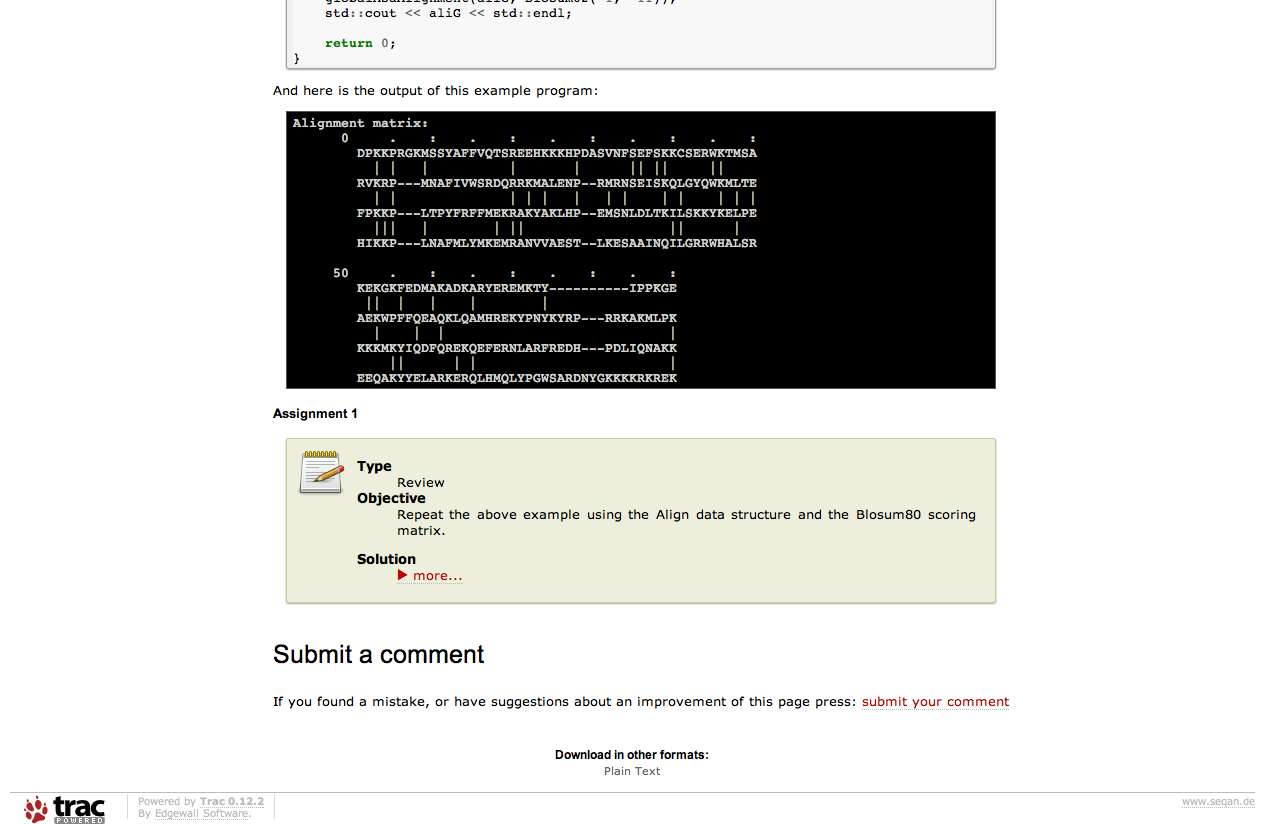 std::cout << aliG << std::endl;
return 0;
}
And here is the output of this example program:
Alignment matrix:
0 . : . : . : . : . :
DPKKPRGKMSSYAFFVQTSREEHKKKHPDASVNFSEFSKKCSERWKTMSA
| | | | | || || ||
RVKRP---MNAFIVWSRDQRRKMALENP--RMRNSEISKQLGYQWKMLTE
| | | | | | | | | | | | |
FPKKP---LTPYFRFFMEKRAKYAKLHP--EMSNLDLTKILSKKYKELPE
||| | | || || |
HIKKP---LNAFMLYMKEMRANVVAEST--LKESAAINQILGRRWHALSR
50 . : . : . : . :
KEKGKFEDMAKADKARYEREMKTY----------IPPKGE
|| | | | |
AEKWPFFQEAQKLQAMHREKYPNYKYRP---RRKAKMLPK
| | | |
KKKMKYIQDFQREKQEFERNLARFREDH---PDLIQNAKK
|| | | |
EEQAKYYELARKERQLHMQLYPGWSARDNYGKKKKRKREK
Assignment 1
Type
Review
Objective
Repeat the above example using the Align data structure and the Blosum80 scoring
matrix.
Solution
▶ more...
Submit a comment
If you found a mistake, or have suggestions about an improvement of this page press: submit your comment
Download in other formats:
Plain Text
trac
POWERED
Powered by Trac 0.12.2
By Edgewall Software.
www.seqan.de